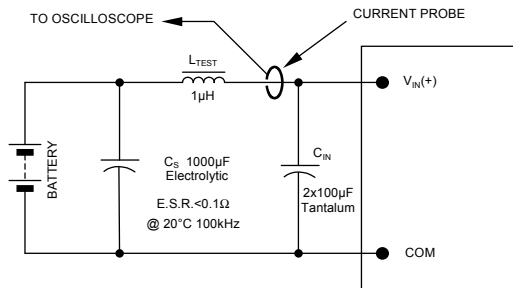 TO OSCILLOSCOPE
CURRENT PROBE
LTEST
1µH
VIN(+)
BATTERY
CS 1000µF
Electrolytic
E.S.R.<0.1Ω
@ 20°C 100kHz
CIN
2x100µF
Tantalum
COM